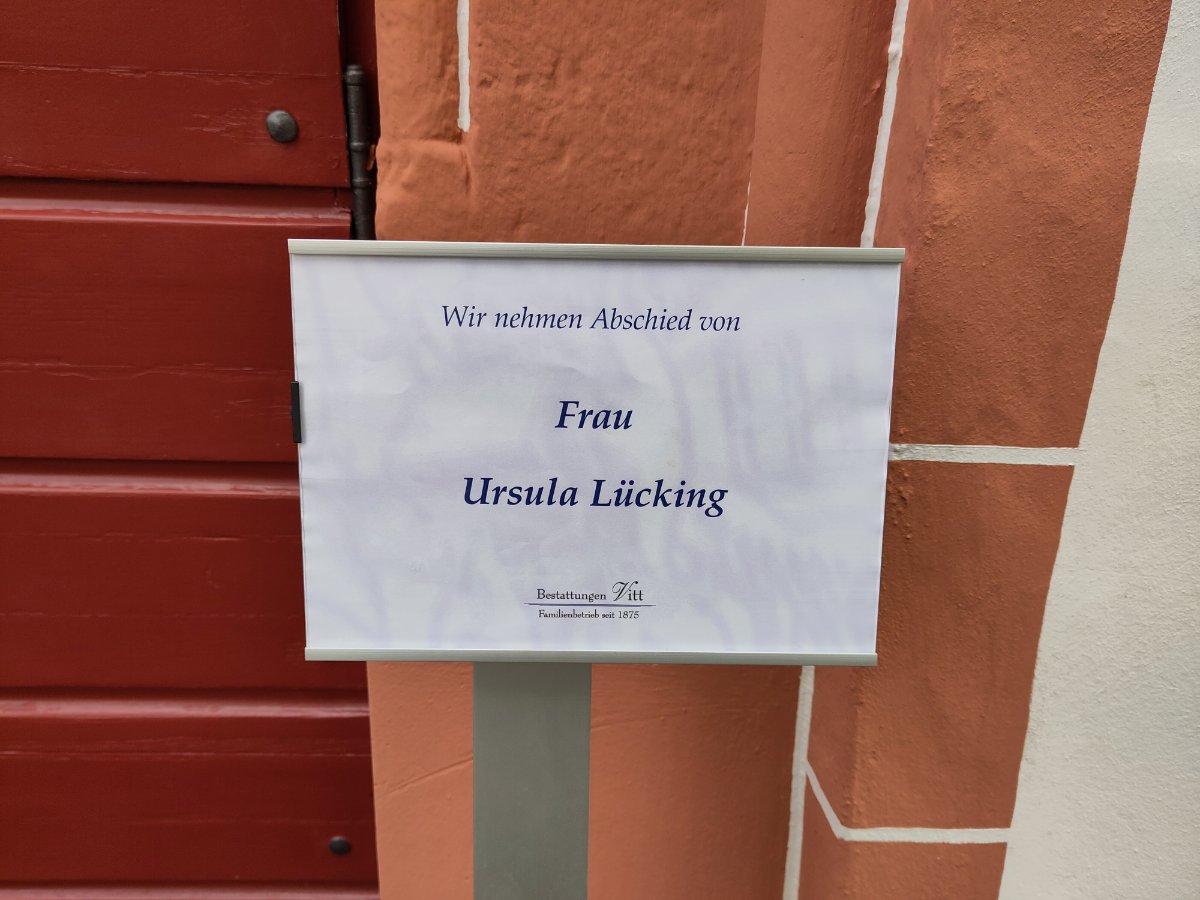 Wir nehmen Abschied von
Frau
Ursula Lücking
Bestattungen Vitt
Familienbetrieb seit 1875